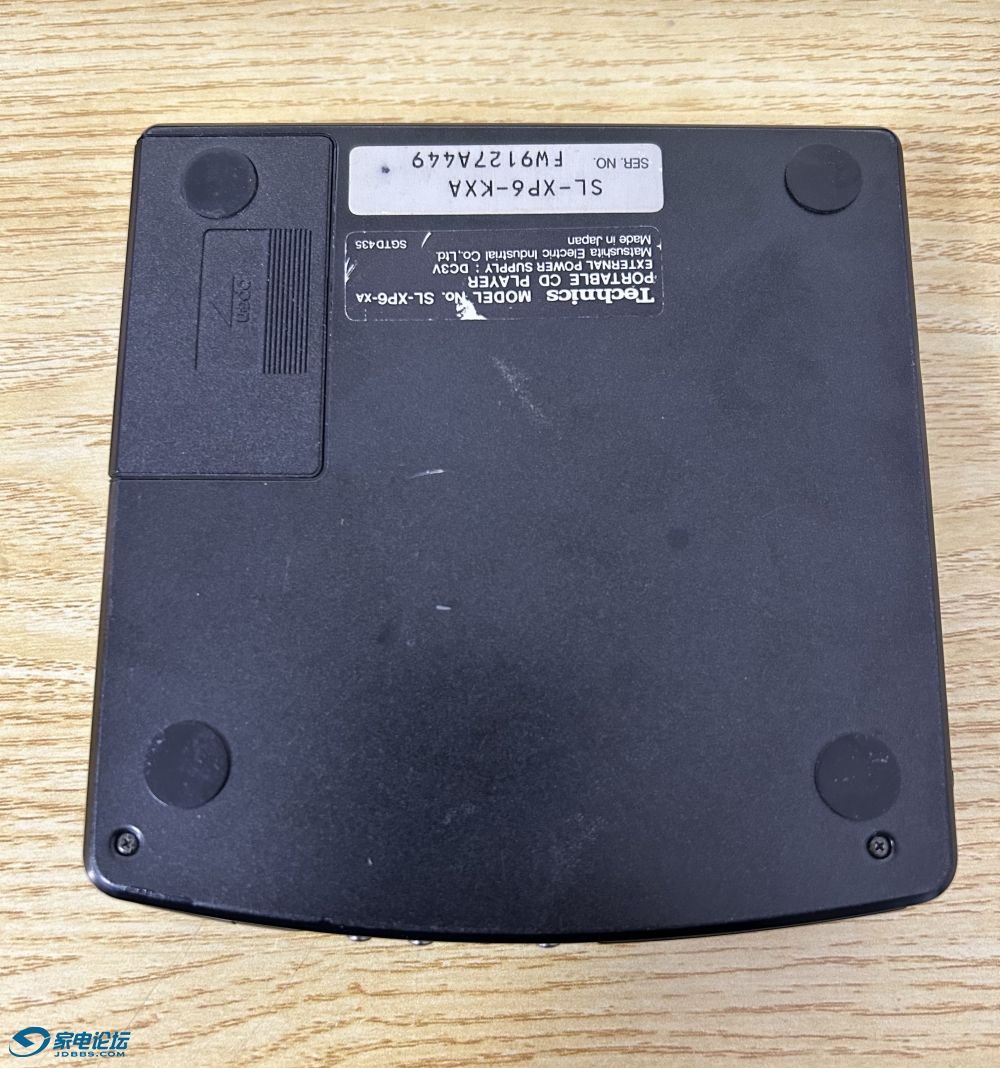 Technics MODEL No. SL-XP6-XA
PORTABLE CD PLAYER
EXTERNAL POWER SUPPLY : DC3V
Matsushita Electric Industrial Co.,Ltd.
Made in Japan SGTD435
SL-XP6-KXA
SER. NO. FW9127A449
Open
家电论坛
JDBBS.COM